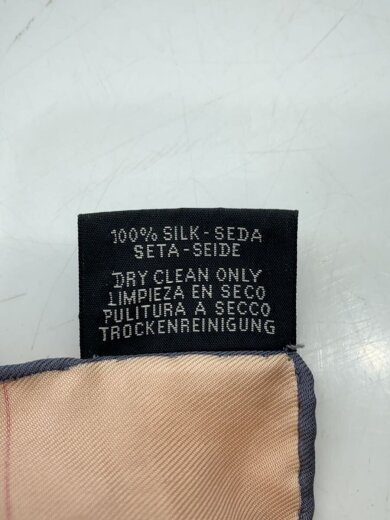 100% SILK-SEDA
SETA-SEIDE
DRY CLEAN ONLY
LIMPIEZA EN SECO
PULITURA A SECCO
TROCKENREINIGUNG